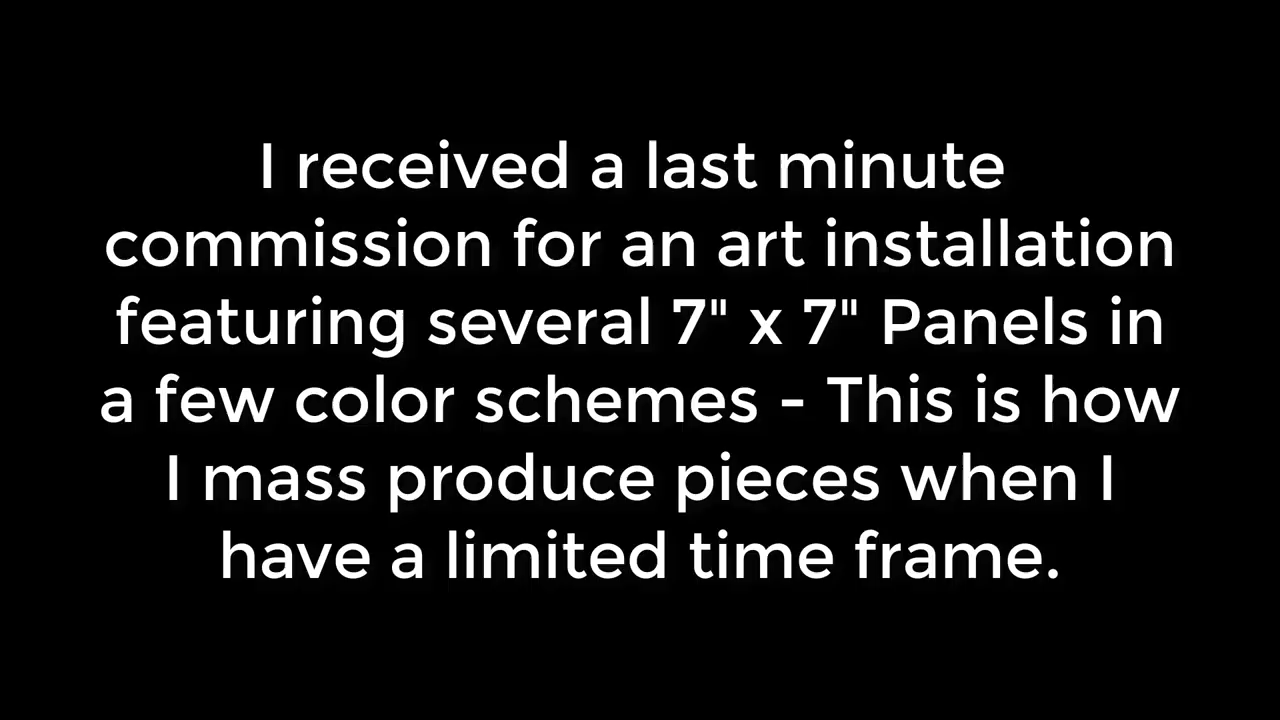 I received a last minute
commission for an art installation
featuring several 7" x 7" Panels in
a few color schemes - This is how
I mass produce pieces when I
have a limited time frame.